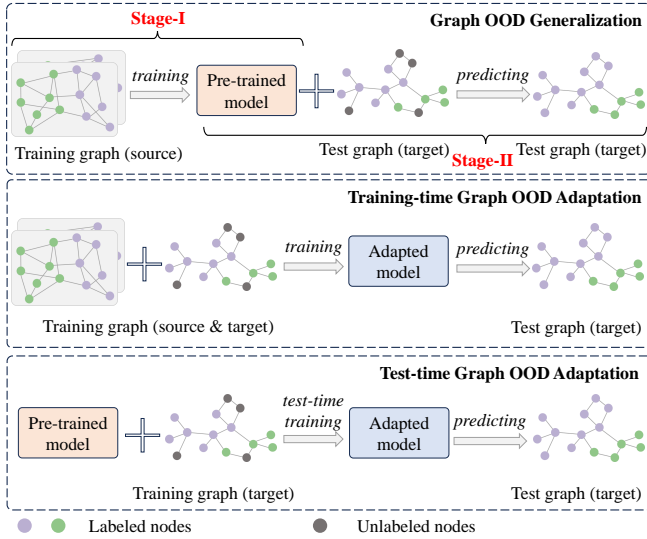 Stage-I
Graph OOD Generalization
training
Pre-trained
model
predicting
Training graph (source)
Test graph (target)
Stage-II
Test graph (target)
Training-time Graph OOD Adaptation
training
Adapted
model
predicting
Training graph (source & target)
Test graph (target)
Test-time Graph OOD Adaptation
Pre-trained
model
test-time
training
Adapted
model
predicting
Training graph (target)
Test graph (target)
Labeled nodes
Unlabeled nodes